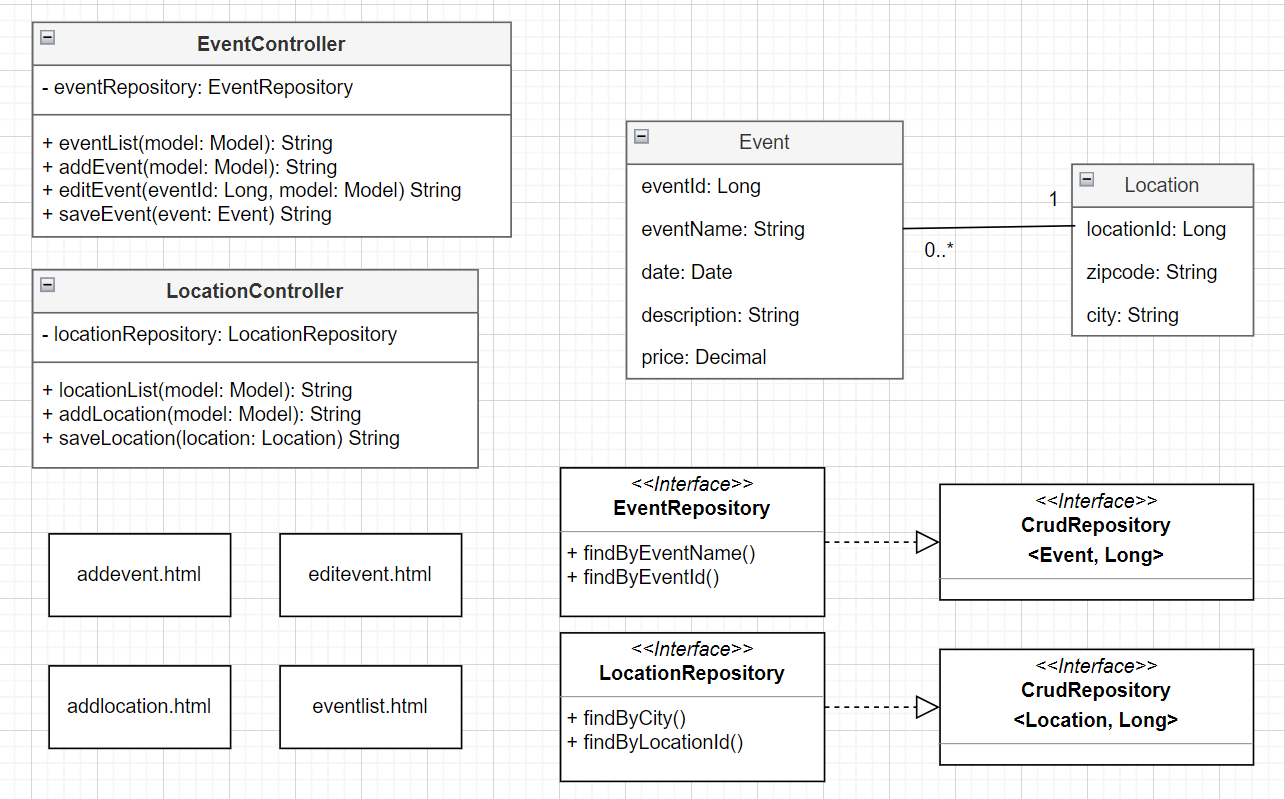 EventController
- eventRepository: EventRepository
+ eventList(model: Model): String
+ addEvent(model: Model): String
+ editEvent(eventId: Long, model: Model) String
+ saveEvent(event: Event) String
LocationController
- locationRepository: LocationRepository
+ locationList(model: Model): String
+ addLocation(model: Model): String
+ saveLocation(location: Location) String
Event
eventId: Long
eventName: String
date: Date
description: String
price: Decimal
1
0..*
Location
locationId: Long
zipcode: String
city: String
addevent.html
editevent.html
addlocation.html
eventlist.html
<<Interface>>
EventRepository
+ findByEventName()
+ findByEventId()
<<Interface>>
CrudRepository
<Event, Long>
<<Interface>>
LocationRepository
+ findByCity()
+ findByLocationId()
<<Interface>>
CrudRepository
<Location, Long>